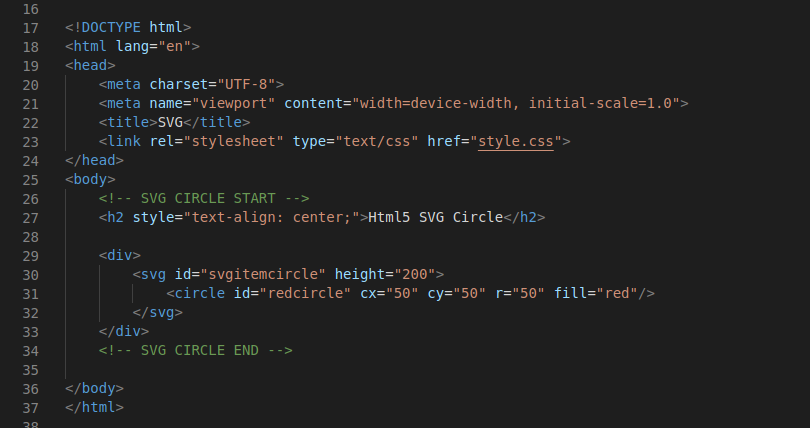 16
17 <!DOCTYPE html>
18 <html lang="en">
19 <head>
20     <meta charset="UTF-8">
21     <meta name="viewport" content="width=device-width, initial-scale=1.0">
22     <title>SVG</title>
23     <link rel="stylesheet" type="text/css" href="style.css">
24 </head>
25 <body>
26     <!-- SVG CIRCLE START -->
27     <h2 style="text-align: center;">Html5 SVG Circle</h2>
28
29     <div>
30         <svg id="svgitemcircle" height="200">
31             <circle id="redcircle" cx="50" cy="50" r="50" fill="red"/>
32         </svg>
33     </div>
34     <!-- SVG CIRCLE END -->
35
36 </body>
37 </html>
38